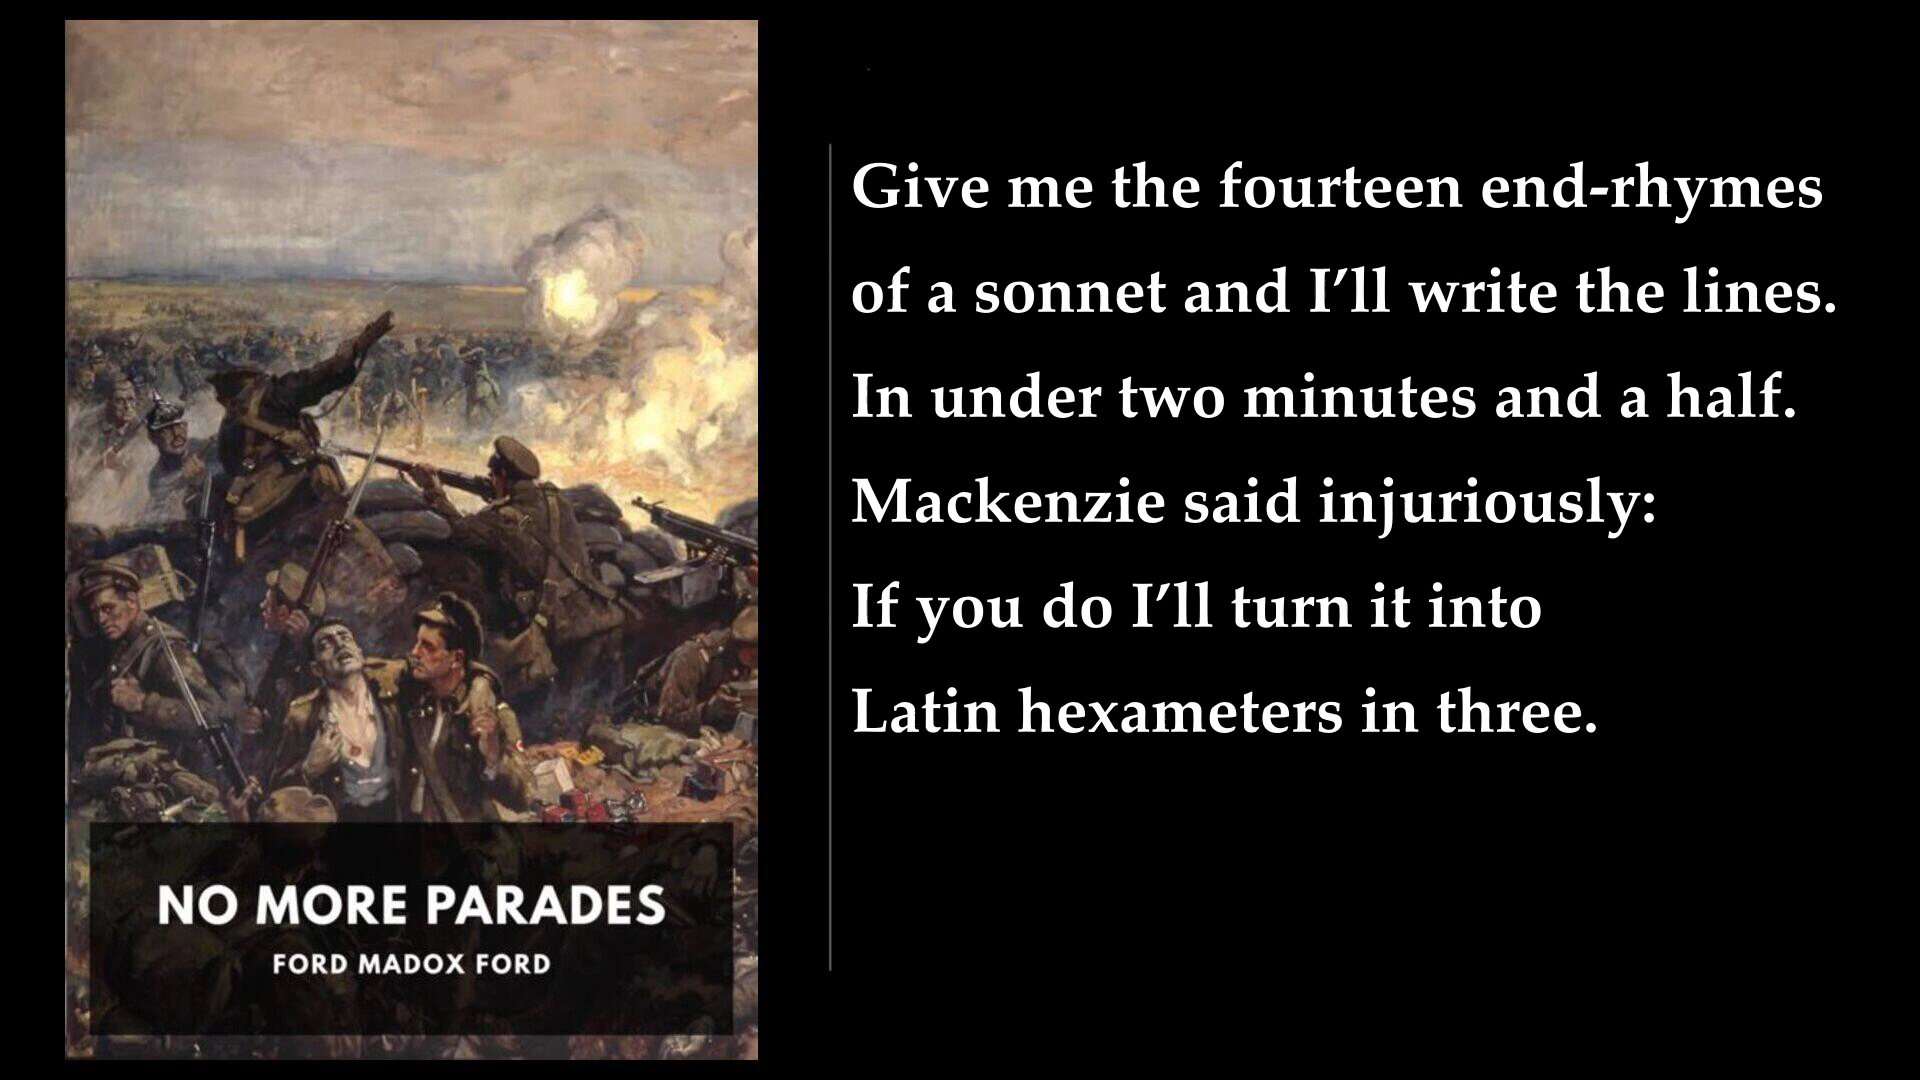 NO MORE PARADES
FORD MADOX FORD
Give me the fourteen end-rhymes
of a sonnet and I’ll write the lines.
In under two minutes and a half.
Mackenzie said injuriously:
If you do I’ll turn it into
Latin hexameters in three.